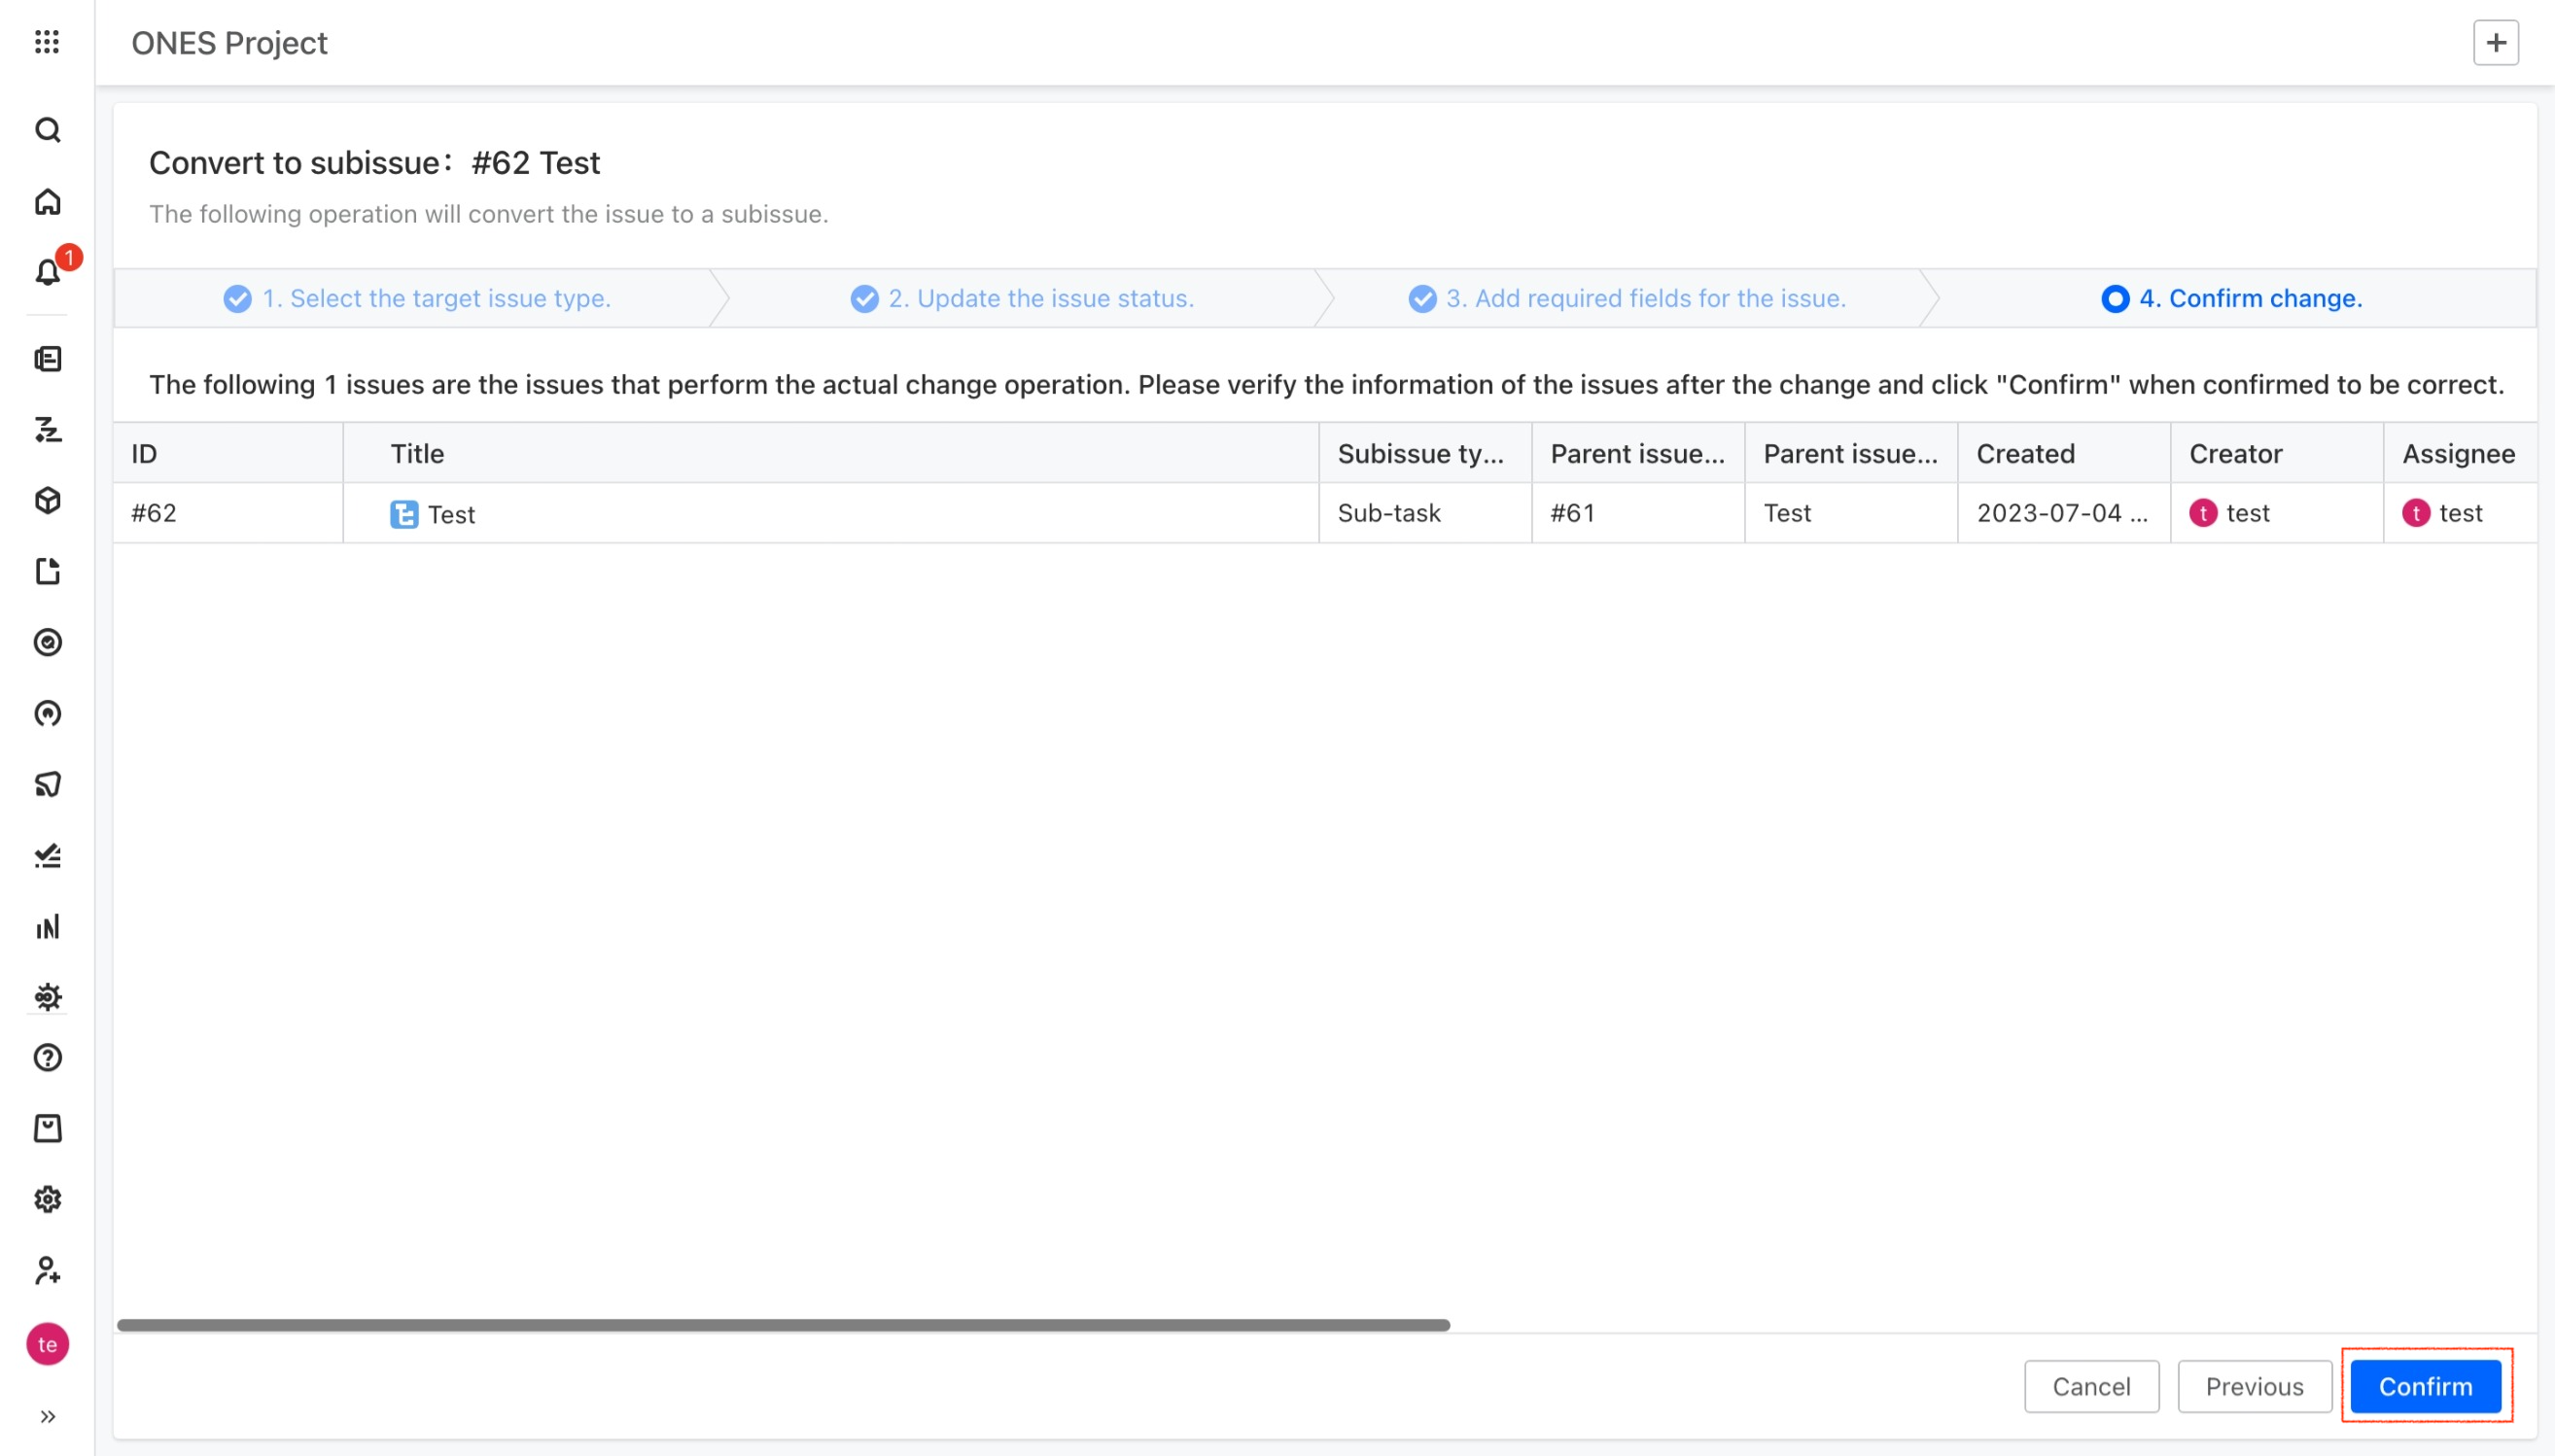 ONES Project
Convert to subissue：#62 Test
The following operation will convert the issue to a subissue.
1
1. Select the target issue type.
2. Update the issue status.
3. Add required fields for the issue.
4. Confirm change.
The following 1 issues are the issues that perform the actual change operation. Please verify the information of the issues after the change and click "Confirm" when confirmed to be correct.
ID Title Subissue ty... Parent issue... Parent issue... Created Creator Assignee
#62 Test Sub-task #61 Test 2023-07-04 ... t test t test
te
Cancel Previous Confirm